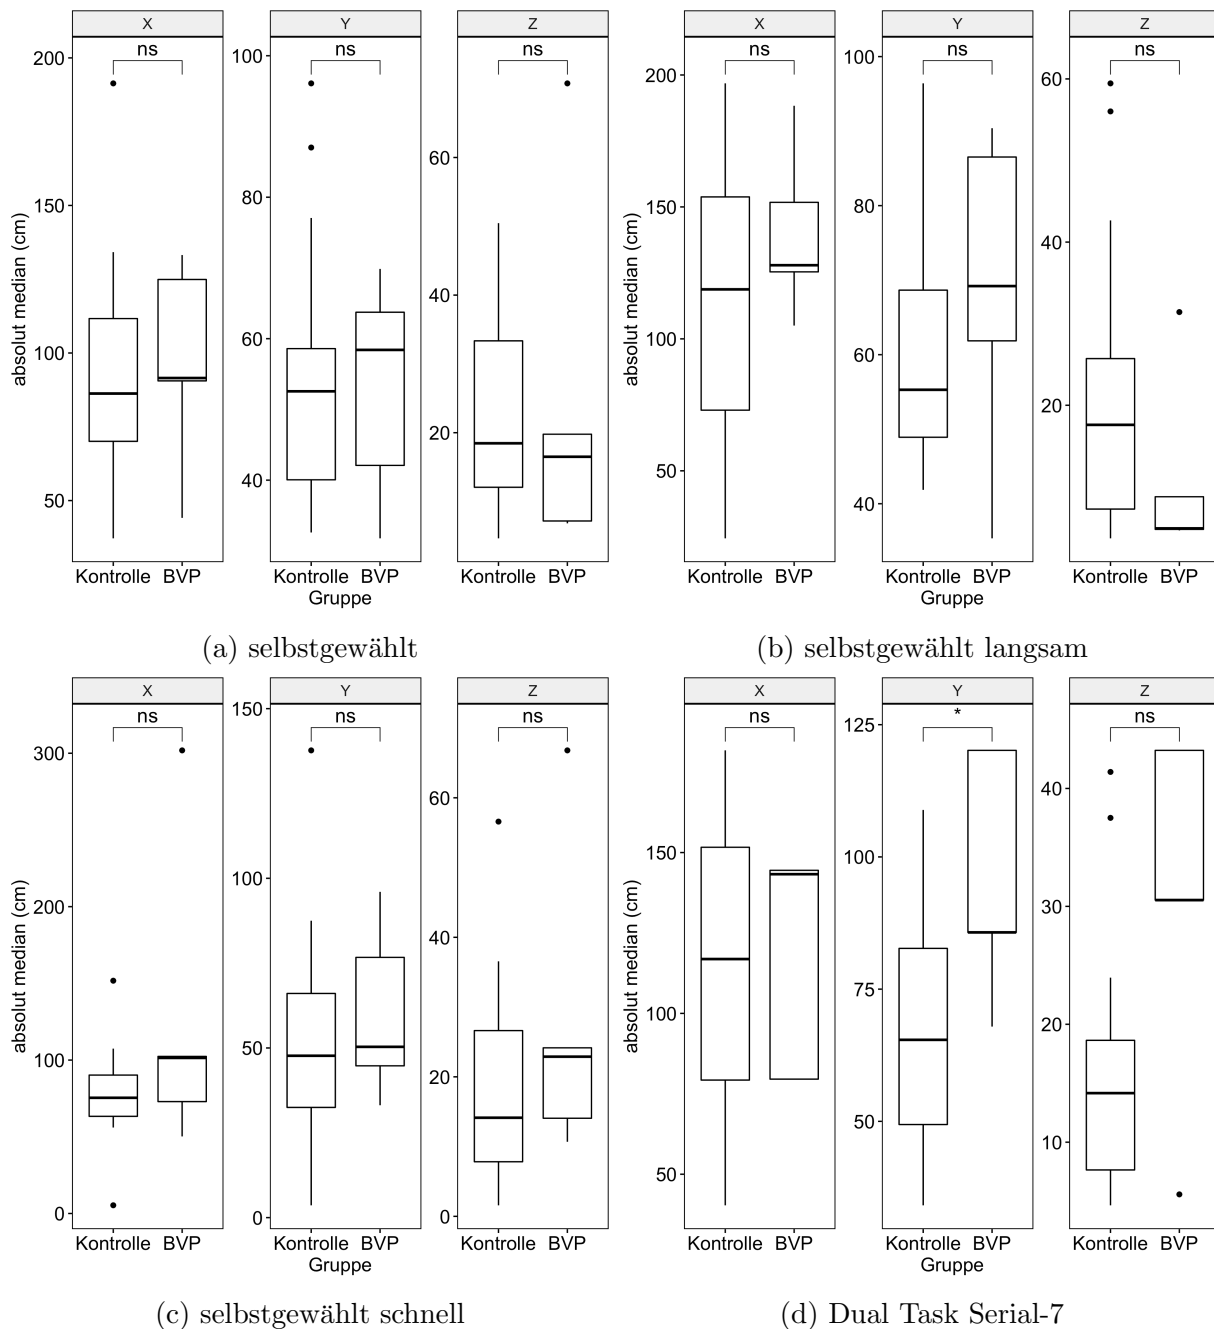 X Y Z
ns ns ns
200
150
100
50
100
80
60
40
60
40
20
absolut median (cm)
Kontrolle BVP Kontrolle BVP Kontrolle BVP
Gruppe
(a) selbstgewählt
X Y Z
ns ns ns
200
150
100
50
100
80
60
40
60
40
20
absolut median (cm)
Kontrolle BVP Kontrolle BVP Kontrolle BVP
Gruppe
(b) selbstgewählt langsam
X Y Z
ns ns ns
300
200
100
0
150
100
50
0
60
40
20
0
absolut median (cm)
Kontrolle BVP Kontrolle BVP Kontrolle BVP
Gruppe
(c) selbstgewählt schnell
X Y Z
ns * ns
150
100
50
125
100
75
50
40
30
20
10
absolut median (cm)
Kontrolle BVP Kontrolle BVP Kontrolle BVP
Gruppe
(d) Dual Task Serial-7